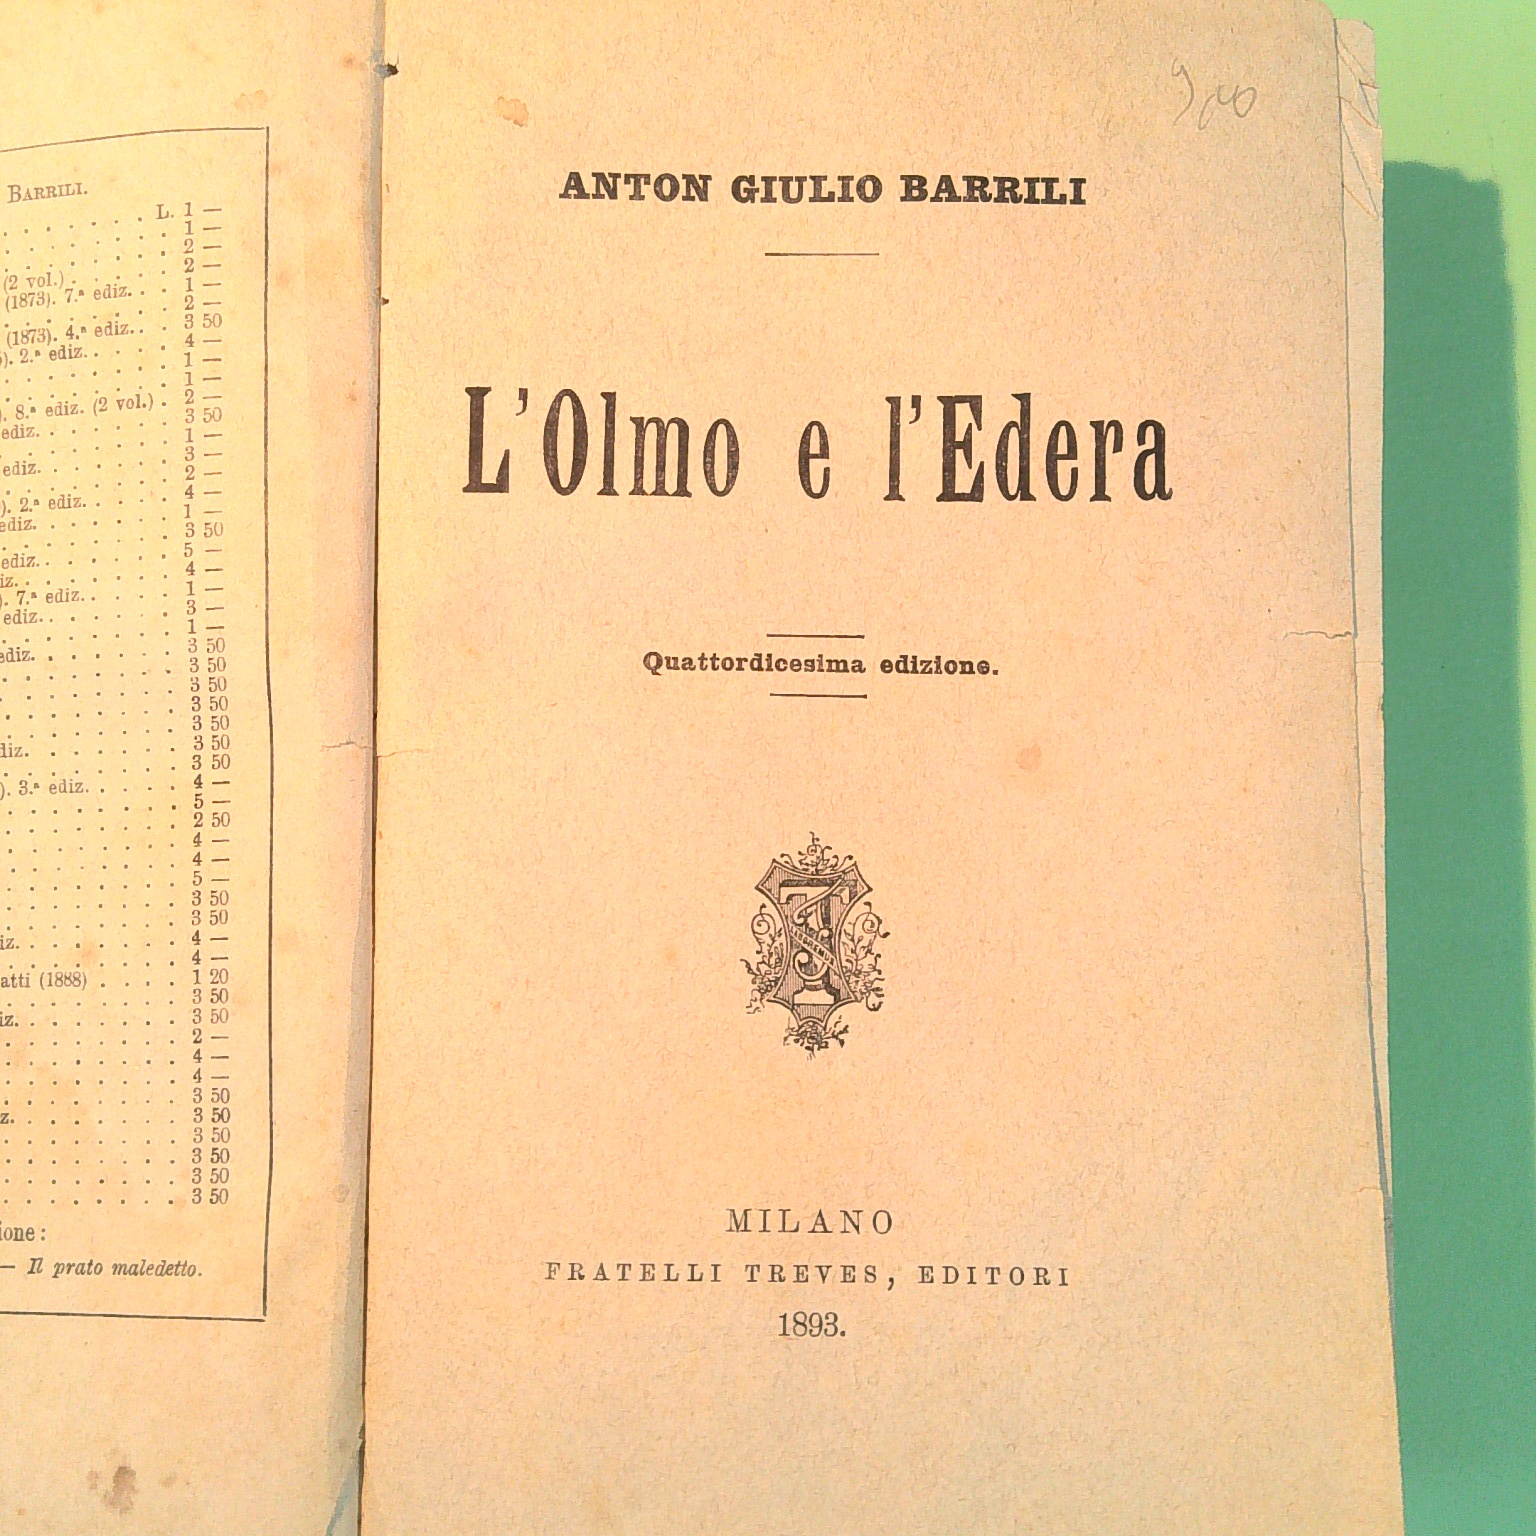 BARRILI.
L. 1 —
1 —
2 —
2 —
(2 vol.) . 1 —
(1873). 7.ª ediz. . . 2 —
3 50
(1873). 4.ª ediz. . . 4 —
). 2.ª ediz. . . . . 1 —
1 —
2 —
). 8.ª ediz. (2 vol.) . 3 50
ediz. . . . . . . 1 —
3 —
ediz. . . . . . . 2 —
4 —
). 2.ª ediz. . . . . 1 —
ediz. . . . . . . 3 50
5 —
ediz. . . . . . . 4 —
iz. . . . . . . . 1 —
). 7.ª ediz. . . . . 3 —
ediz. . . . . . . 1 —
3 50
ediz. . . . . . . 3 50
3 50
3 50
3 50
3 50
diz. . . . . . . 3 50
4 —
). 3.ª ediz. . . . . 5 —
2 50
4 —
4 —
5 —
3 50
3 50
iz. . . . . . . . 4 —
4 —
atti (1888) . . . . 1 20
3 50
iz. . . . . . . . 3 50
2 —
4 —
4 —
3 50
z. . . . . . . . 3 50
3 50
3 50
3 50
3 50
ione:
— Il prato maledetto.
ANTON GIULIO BARRILI
L'Olmo e l'Edera
Quattordicesima edizione.
MILANO
FRATELLI TREVES, EDITORI
1893.